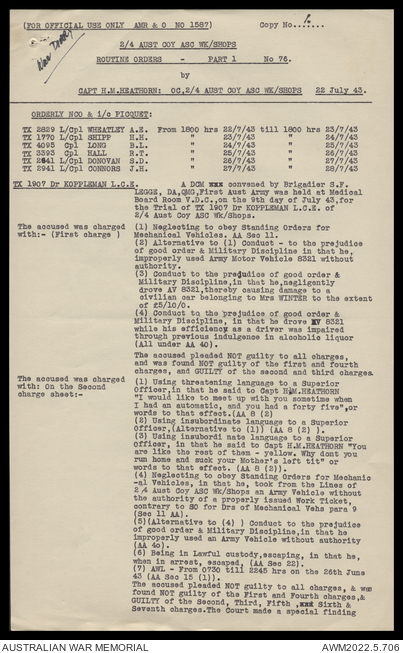 (FOR OFFICIAL USE ONLY AMR & O NO 1587) Copy No.......
War Diary
2/4 AUST COY ASC WK/SHOPS
ROUTINE ORDERS - PART 1 No 76.
by
CAPT H.M.HEATHORN: OC,2/4 AUST COY ASC WK/SHOPS 22 July 43.
ORDERLY NCO & i/c PICQUET:
TX 2829 L/Cpl WHEATLEY A.E. From 1800 hrs 22/7/43 till 1800 hrs 23/7/43
TX 1770 L/Cpl SHIPP H.H. " 23/7/43 " 24/7/43
TX 4095 Cpl LONG B.L. " 24/7/43 " 25/7/43
TX 3393 Cpl HALL R.T. " 25/7/43 " 26/7/43
TX 2641 L/Cpl DONOVAN S.D. " 26/7/43 " 27/7/43
TX 2941 L/Cpl CONNORS J.H. " 27/7/43 " 28/7/43
TX 1907 Dr KOPPLEMAN L.C.E. A DCM xxx convened by Brigadier S.F.
LEGGE, DA,QMG,First Aust Army was held at Medical
Board Room V.D.C.,on the 9th day of July 43,for
the Trial of TX 1907 Dr KOPPLEMAN L.C.E. of
2/4 Aust Coy ASC Wk/Shops.
The accused was charged (1) Neglecting to obey Standing Orders for
with:- (First charge ) Mechanical Vehicles. AA Sec 11.
(2) Alternative to (1) Conduct - to the prejudice
of good order & Military Discipline in that he,
improperly used Army Motor Vehicle 8321 without
authority.
(3) Conduct to the prejudice of good order &
Military Discipline,in that he,negligently
drove AV 8321,thereby causing damage to a
civilian car belonging to Mrs WINTER to the extent
of £5/10/0.
(4) Conduct to the prejudice of good order &
Military Discipline, in that he drove AV 8321
while his efficiency as a driver was impaired
through previous indulgence in alcoholic liquor
(All under AA 40).
The accused pleaded NOT guilty to all charges,
and was found NOT guilty of the first and fourth
charges, and GUILTY of the second and third charges.
The accused was charged (1) Using threatening language to a Superior
with: On the Second officer,in that he said to Capt H.M.HEATHORN
charge sheet:- "I would like to meet up with you sometime when
I had an automatic, and you had a forty five",or
words to that effect.(AA 8 (2)
(2) Using insubordinate language to a Superior
officer,(Alternative to (1)) (AA 8 (2) ).
(3) Using insubordi nate language to a Superior
officer, in that he said to Capt H.M.HEATHORN "You
are like the rest of them - yellow. Why dont you
run home and suck your Mother's left tit" or
words to that effect. (AA 8 (2)).
(4) Neglecting to obey Standing Orders for Mechanic
-al Vehicles, in that he, took from the Lines of
2/4 Aust Coy ASC Wk/Shops an Army Vehicle without
the authority of a properly issued Work Ticket,
contrary to SO for Drs of Mechanical Vehs para 9
(Sec 11 AA).
(5)(Alternative to (4) ) Conduct to the prejudice
of good order & Military Discipline,in that he
improperly used an Army Vehicle without authority
(AA 40).
(6) Being in Lawful custody,escaping, in that he,
when in arrest, escaped, (AA Sec 22).
(7) AWL - From 0730 till 2245 hrs on the 26th June
43 (AA Sec 15 (1)).
The accused pleaded NOT guilty to all charges, & was
found NOT guilty of the First and Fourth charges,&
GUILTY of the Second, Third, Fifth ,xxx Sixth &
Seventh charges.The Court made a special finding
AUSTRALIAN WAR MEMORIAL AWM2022.5.706